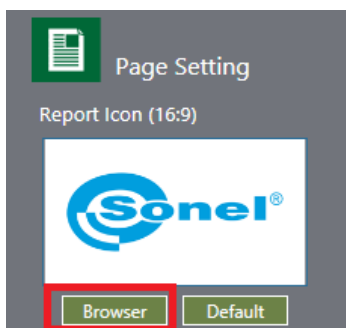 Page Setting
Report Icon (16:9)
Sonel®
Browser Default